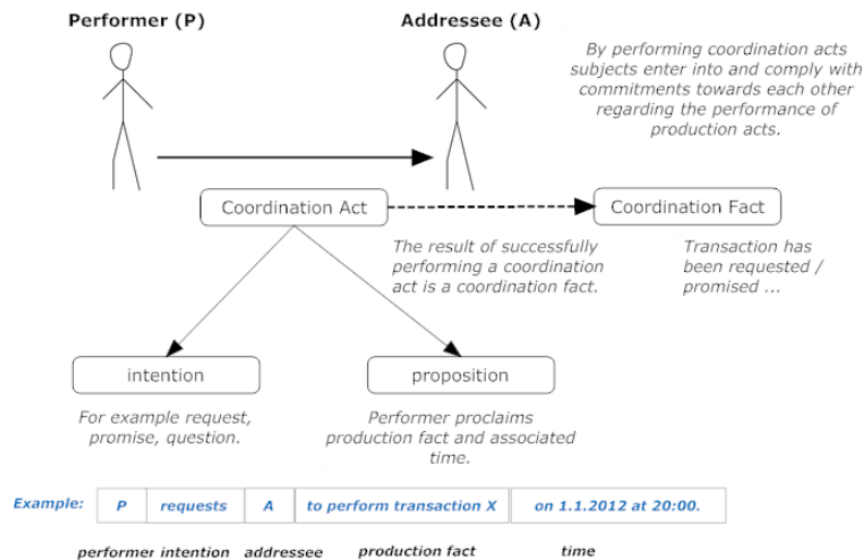 Performer (P)
Addressee (A)
By performing coordination acts
subjects enter into and comply with
commitments towards each other
regarding the performance of
production acts.
Coordination Act
Coordination Fact
The result of successfully
performing a coordination
act is a coordination fact.
Transaction has
been requested /
promised ...
intention
proposition
For example request,
promise, question.
Performer proclaims
production fact and associated
time.
Example: P requests A to perform transaction X on 1.1.2012 at 20:00.
performer intention addressee production fact time